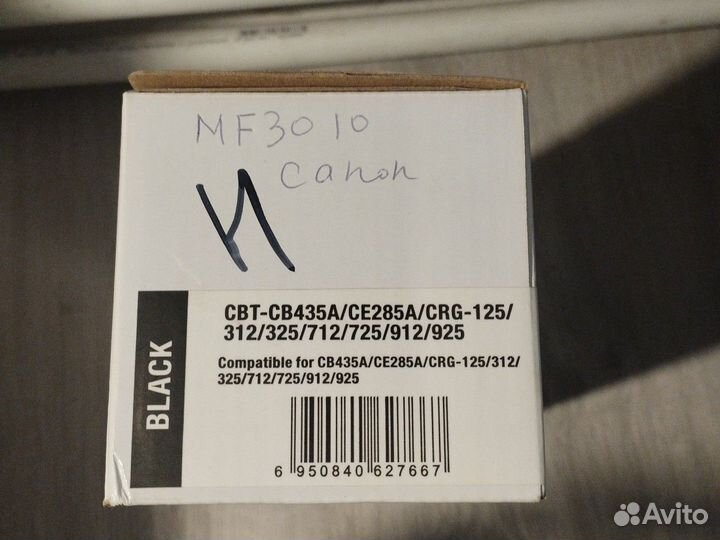 MF3010
Canon
И
BLACK
CBT-CB435A/CE285A/CRG-125/
312/325/712/725/912/925
Compatible for CB435A/CE285A/CRG-125/312/
325/712/725/912/925
6 950840 627667
Avito